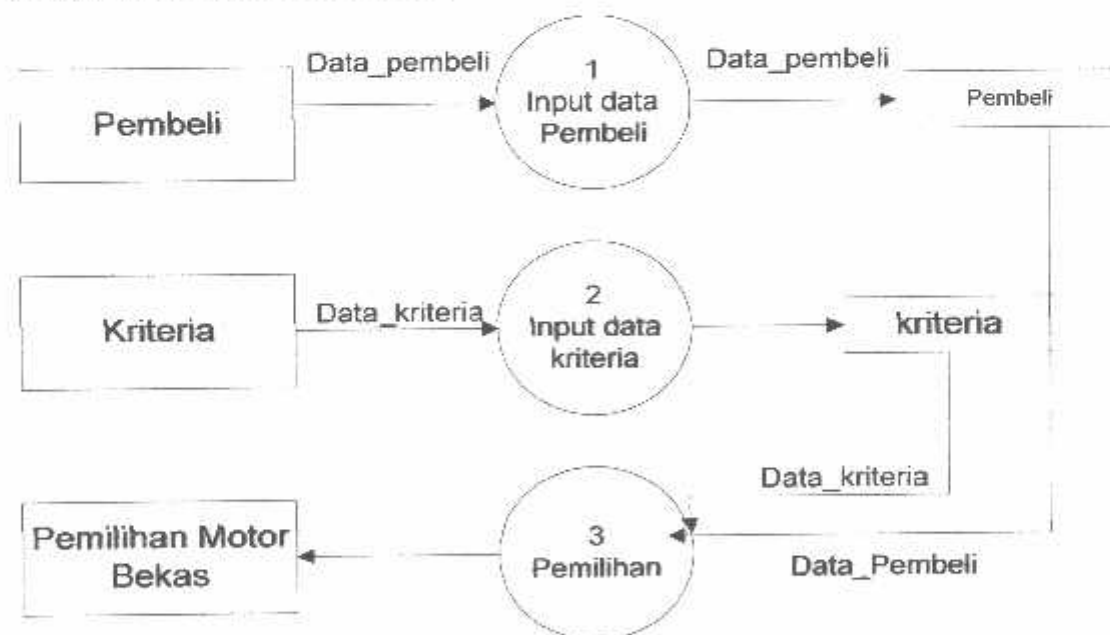 Data_pembeli
1
Data_pembeli
Pembeli
Input data
Pembeli
Pembeli
Kriteria
Data_kriteria
2
Input data
kriteria
kriteria
Data_kriteria
Pemilihan Motor
Bekas
3
Pemilihan
Data_Pembeli